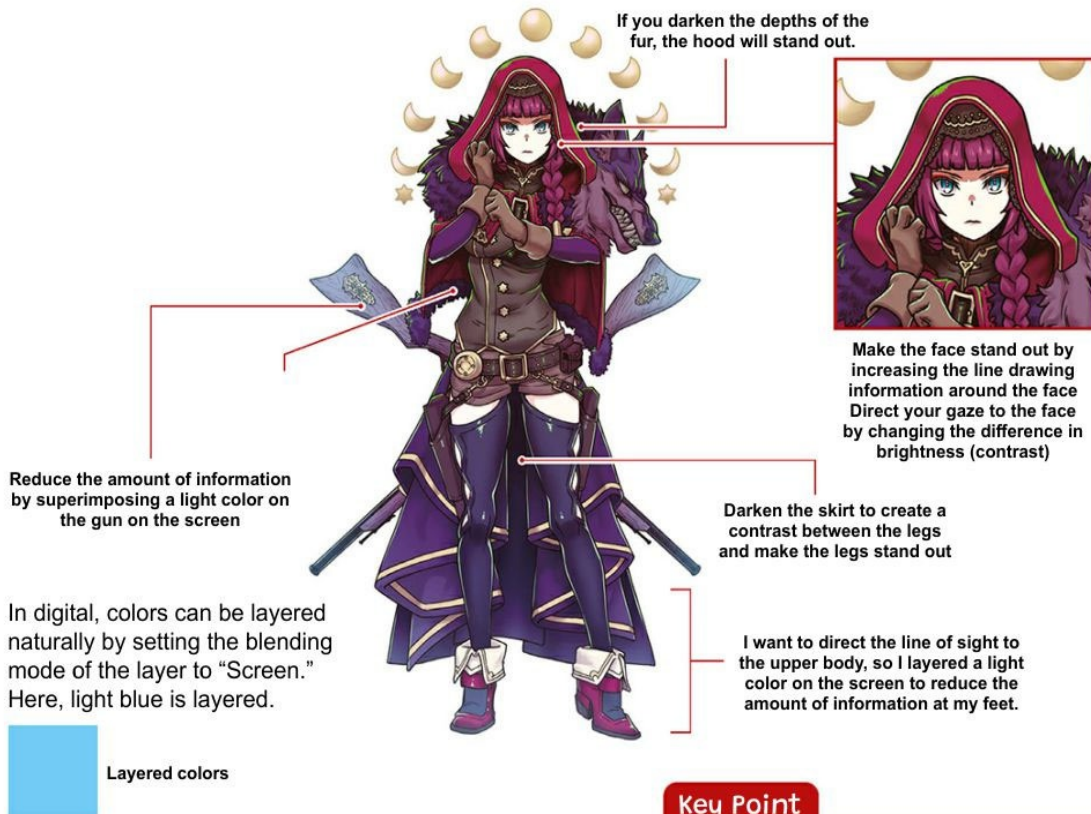 If you darken the depths of the
fur, the hood will stand out.
Make the face stand out by
increasing the line drawing
information around the face
Direct your gaze to the face
by changing the difference in
brightness (contrast)
Reduce the amount of information
by superimposing a light color on
the gun on the screen
Darken the skirt to create a
contrast between the legs
and make the legs stand out
In digital, colors can be layered
naturally by setting the blending
mode of the layer to “Screen.”
Here, light blue is layered.
I want to direct the line of sight to
the upper body, so I layered a light
color on the screen to reduce the
amount of information at my feet.
Layered colors
Key Point